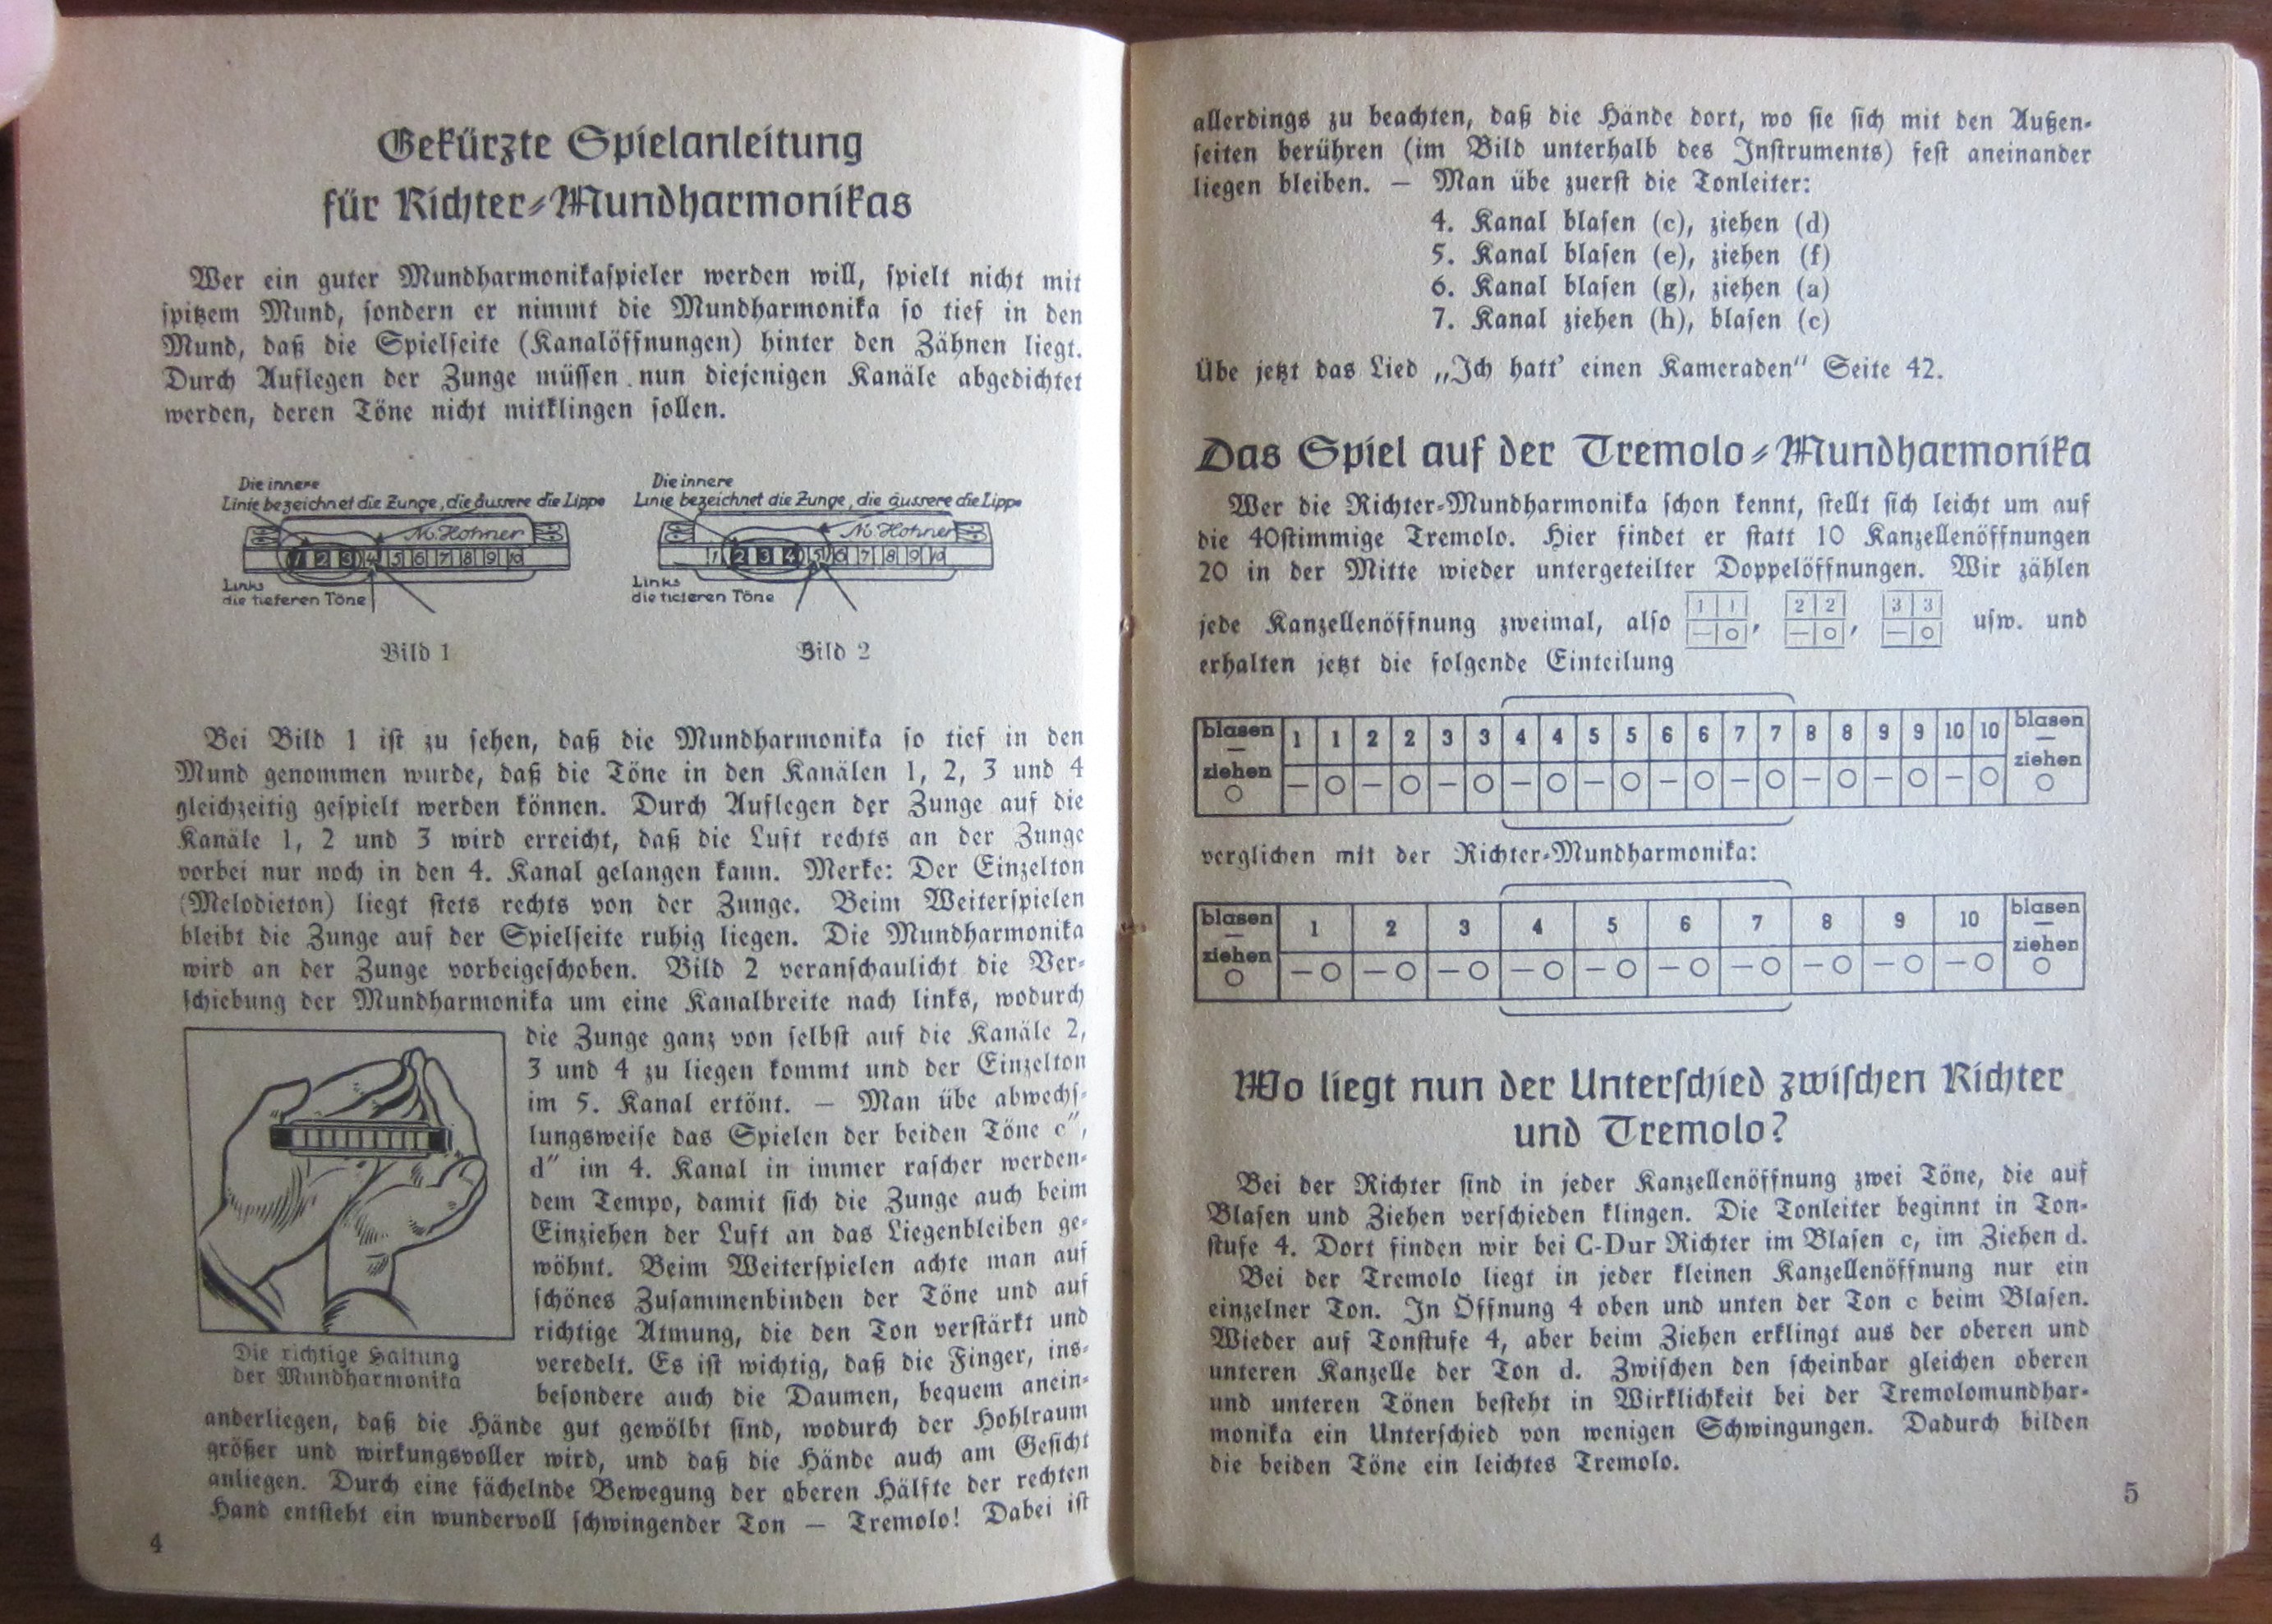 Gekürzte Spielanleitung
für Richter-Mundharmonikas
Wer ein guter Mundharmonikaspieler werden will, spielt nicht mit
spitzem Mund, sondern er nimmt die Mundharmonika so tief in den
Mund, daß die Spielseite (Kanalöffnungen) hinter den Zähnen liegt.
Durch Auflegen der Zunge müssen nun diejenigen Kanäle abgedichtet
werden, deren Töne nicht mitklingen sollen.
Die innere
Linie bezeichnet die Zunge, die äussere die Lippe
M. Hohner
1 2 3 4 5 6 7 8 9 10
Links
die tieferen Töne
Bild 1
Die innere
Linie bezeichnet die Zunge, die äussere die Lippe
M. Hohner
1 2 3 4 5 6 7 8 9 10
Links
die tieferen Töne
Bild 2
Bei Bild 1 ist zu sehen, daß die Mundharmonika so tief in den
Mund genommen wurde, daß die Töne in den Kanälen 1, 2, 3 und 4
gleichzeitig gespielt werden können. Durch Auflegen der Zunge auf die
Kanäle 1, 2 und 3 wird erreicht, daß die Luft rechts an der Zunge
vorbei nur noch in den 4. Kanal gelangen kann. Merke: Der Einzelton
(Melodieton) liegt stets rechts von der Zunge. Beim Weiterspielen
bleibt die Zunge auf der Spielseite ruhig liegen. Die Mundharmonika
wird an der Zunge vorbeigeschoben. Bild 2 veranschaulicht die Ver-
schiebung der Mundharmonika um eine Kanalbreite nach links, wodurch
die Zunge ganz von selbst auf die Kanäle 2,
3 und 4 zu liegen kommt und der Einzelton
im 5. Kanal ertönt. — Man übe abwechs-
lungsweise das Spielen der beiden Töne c",
d" im 4. Kanal in immer rascher werden-
dem Tempo, damit sich die Zunge auch beim
Einziehen der Luft an das Liegenbleiben ge-
wöhnt. Beim Weiterspielen achte man auf
schönes Zusammenbinden der Töne und auf
richtige Atmung, die den Ton verstärkt und
veredelt. Es ist wichtig, daß die Finger, ins-
besondere auch die Daumen, bequem anein-
Die richtige Haltung
der Mundharmonika
anderliegen, daß die Hände gut gewölbt sind, wodurch der Hohlraum
größer und wirkungsvoller wird, und daß die Hände auch am Gesicht
anliegen. Durch eine fächelnde Bewegung der oberen Hälfte der rechten
Hand entsteht ein wundervoll schwingender Ton — Tremolo! Dabei ist
4
allerdings zu beachten, daß die Hände dort, wo sie sich mit den Außen-
seiten berühren (im Bild unterhalb des Instruments) fest aneinander
liegen bleiben. — Man übe zuerst die Tonleiter:
4. Kanal blasen (c), ziehen (d)
5. Kanal blasen (e), ziehen (f)
6. Kanal blasen (g), ziehen (a)
7. Kanal ziehen (h), blasen (c)
Übe jetzt das Lied „Ich hatt' einen Kameraden" Seite 42.
Das Spiel auf der Tremolo-Mundharmonika
Wer die Richter-Mundharmonika schon kennt, stellt sich leicht um auf
die 40stimmige Tremolo. Hier findet er statt 10 Kanzellenöffnungen
20 in der Mitte wieder untergeteilter Doppelöffnungen. Wir zählen
1 1 2 2 3 3
jede Kanzellenöffnung zweimal, also — O, — O, — O usw. und
erhalten jetzt die folgende Einteilung
blasen 1 1 2 2 3 3 4 4 5 5 6 6 7 7 8 8 9 9 10 10 blasen
— —
ziehen — O — O — O — O — O — O — O — O — O — O ziehen
O O
verglichen mit der Richter-Mundharmonika:
blasen 1 2 3 4 5 6 7 8 9 10 blasen
— —
ziehen — O — O — O — O — O — O — O — O — O — O ziehen
O O
Wo liegt nun der Unterschied zwischen Richter
und Tremolo?
Bei der Richter sind in jeder Kanzellenöffnung zwei Töne, die auf
Blasen und Ziehen verschieden klingen. Die Tonleiter beginnt in Ton-
stufe 4. Dort finden wir bei C-Dur Richter im Blasen c, im Ziehen d.
Bei der Tremolo liegt in jeder kleinen Kanzellenöffnung nur ein
einzelner Ton. In Öffnung 4 oben und unten der Ton c beim Blasen.
Wieder auf Tonstufe 4, aber beim Ziehen erklingt aus der oberen und
unteren Kanzelle der Ton d. Zwischen den scheinbar gleichen oberen
und unteren Tönen besteht in Wirklichkeit bei der Tremolomundhar-
monika ein Unterschied von wenigen Schwingungen. Dadurch bilden
die beiden Töne ein leichtes Tremolo.
5